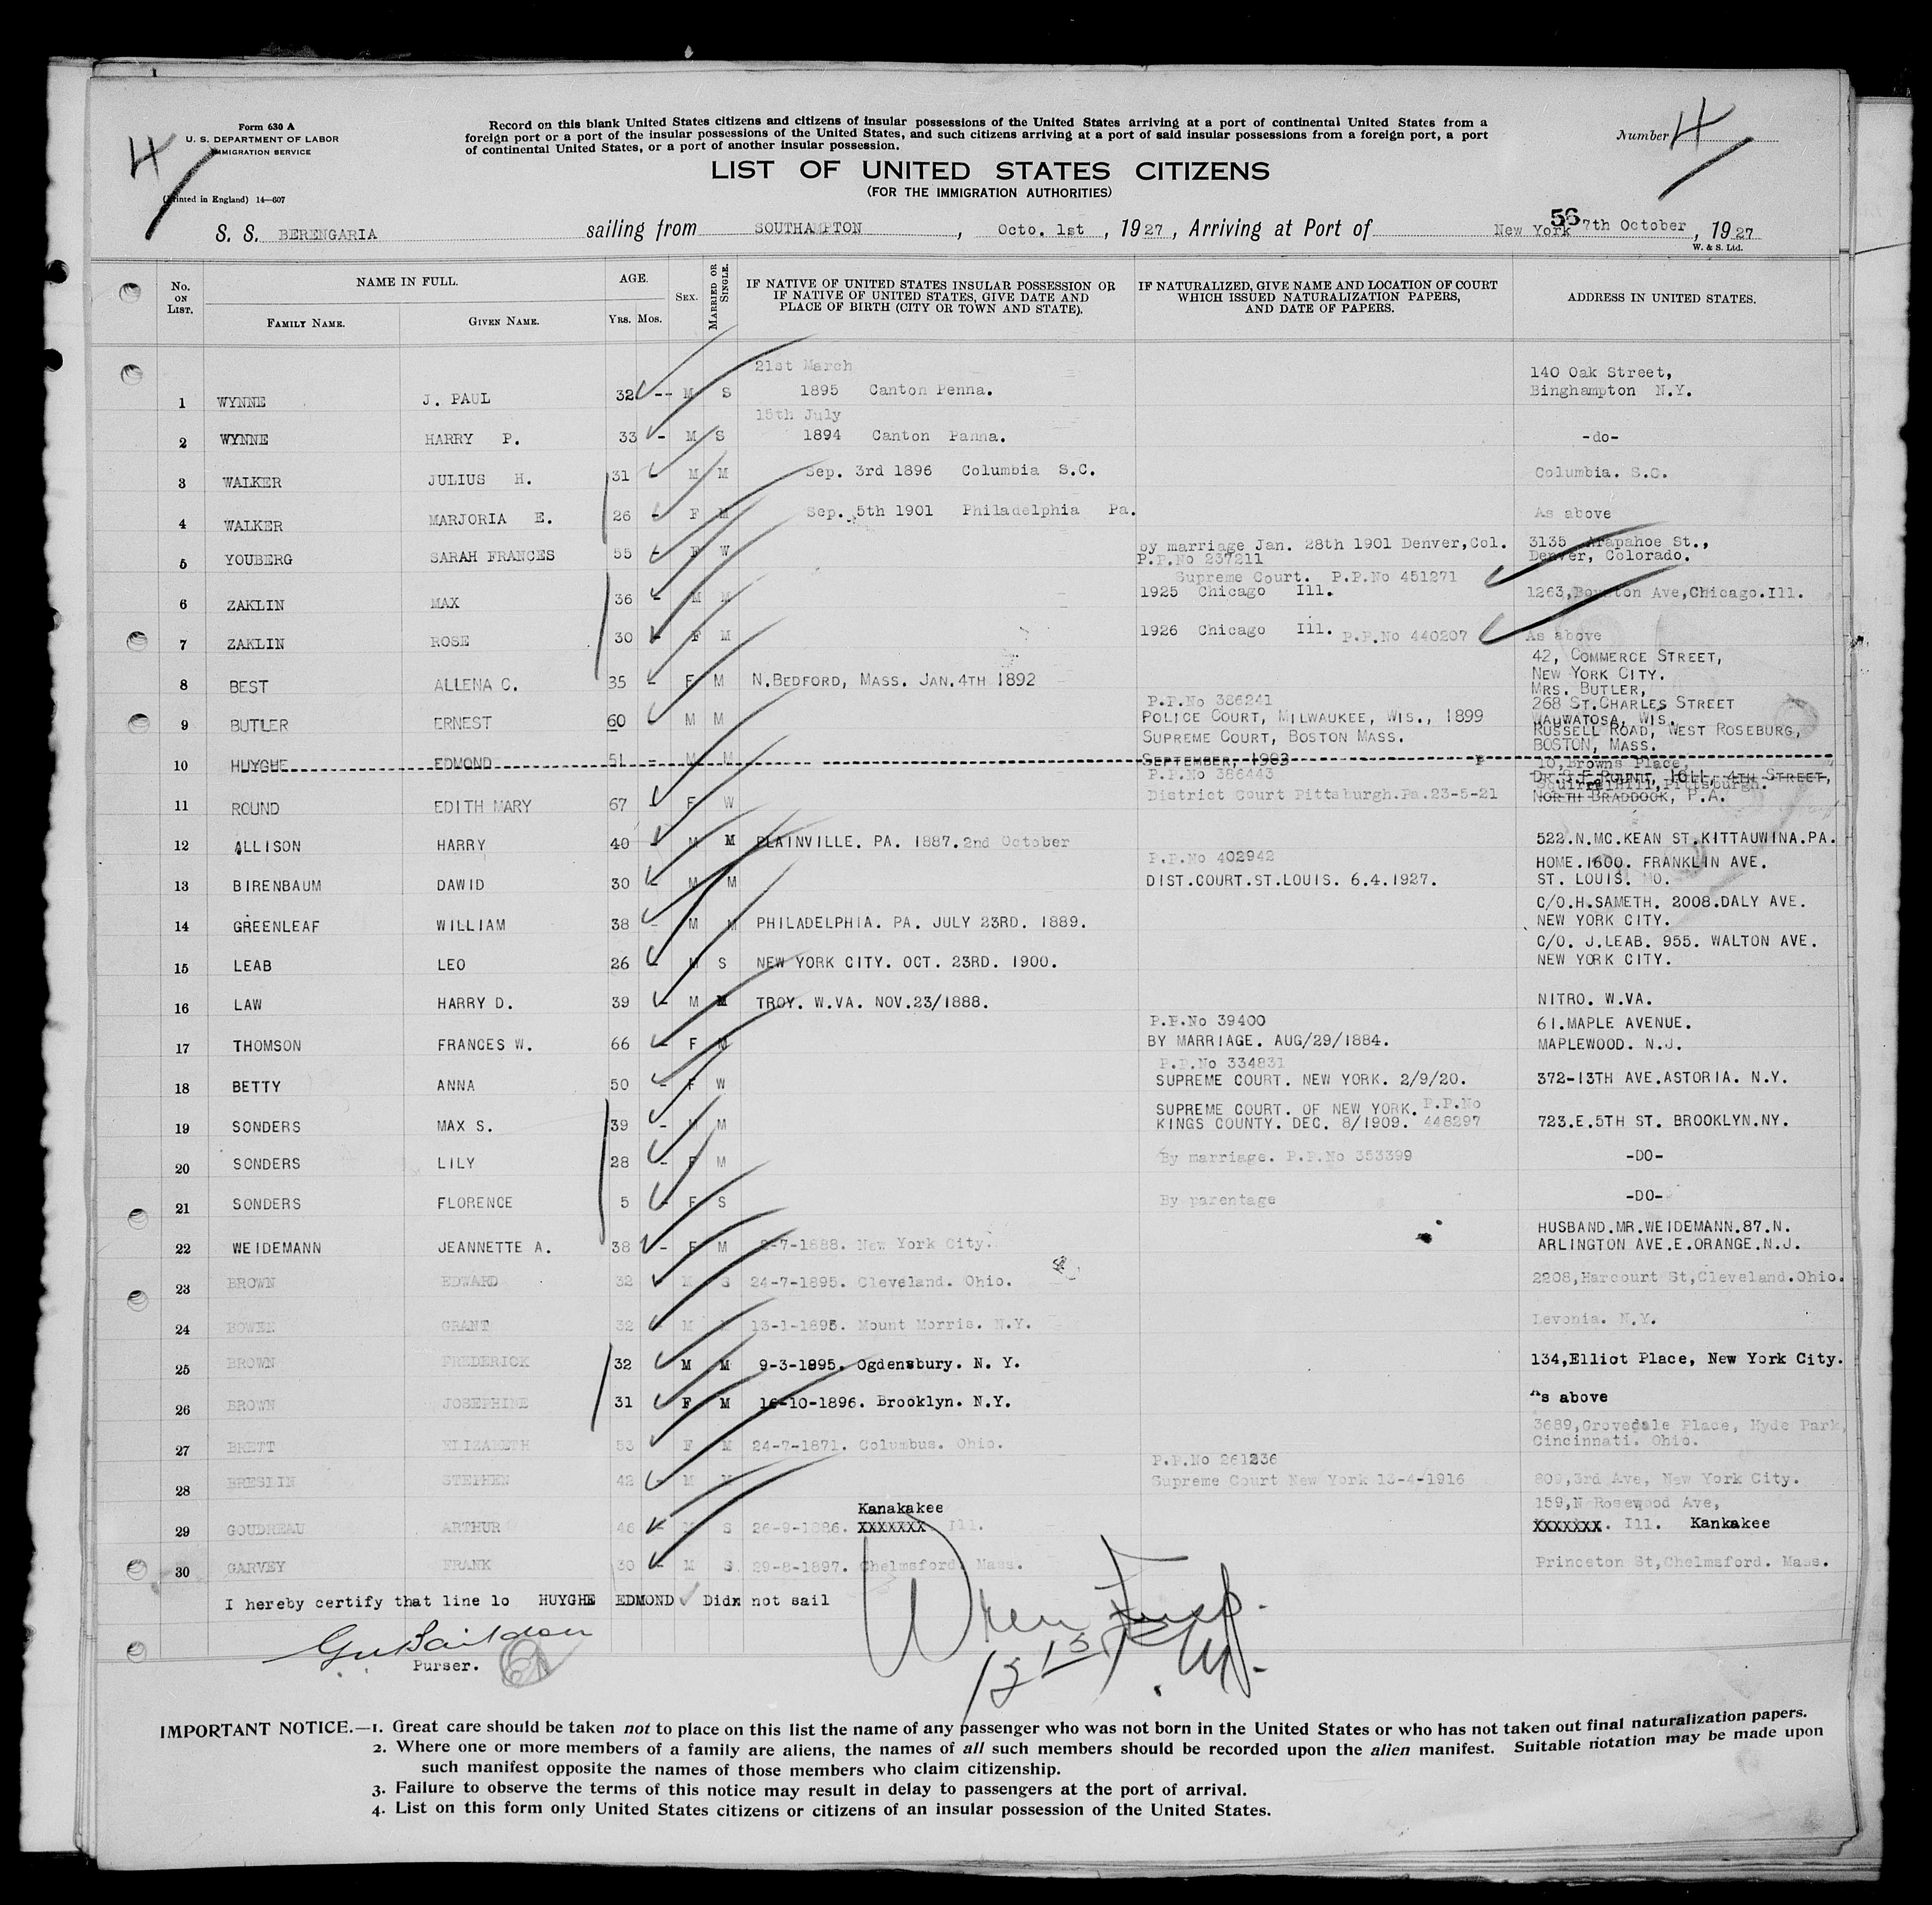 Form 630 A
U. S. DEPARTMENT OF LABOR
IMMIGRATION SERVICE
(Printed in England) 14—607
4
Record on this blank United States citizens and citizens of insular possessions of the United States arriving at a port of continental United States from a
foreign port or a port of the insular possessions of the United States, and such citizens arriving at a port of said insular possessions from a foreign port, a port
of continental United States, or a port of another insular possession.
Number 4
LIST OF UNITED STATES CITIZENS
(FOR THE IMMIGRATION AUTHORITIES)
S. S. BERENGARIA sailing from SOUTHAMPTON, Octo. 1st, 1927, Arriving at Port of New York 56 7th October, 1927
W. & S. Ltd.
No. ON LIST. NAME IN FULL. AGE. SEX. MARRIED OR SINGLE. IF NATIVE OF UNITED STATES INSULAR POSSESSION OR IF NATIVE OF UNITED STATES, GIVE DATE AND PLACE OF BIRTH (CITY OR TOWN AND STATE). IF NATURALIZED, GIVE NAME AND LOCATION OF COURT WHICH ISSUED NATURALIZATION PAPERS, AND DATE OF PAPERS. ADDRESS IN UNITED STATES.
FAMILY NAME. GIVEN NAME. YRS. MOS.
21st March
140 Oak Street,
1 WYNNE J. PAUL 32 -- M S 1895 Canton Penna. Binghampton N.Y.
15th July
2 WYNNE HARRY P. 33 - M S 1894 Canton Panna. -do-
3 WALKER JULIUS H. 31 M M Sep. 3rd 1896 Columbia S.C. Columbia. S.C.
4 WALKER MARJORIA E. 26 - F M Sep. 5th 1901 Philadelphia Pa. As above
5 YOUBERG SARAH FRANCES 55 - F W by marriage Jan. 28th 1901 Denver,Col. 3135 Arapahoe St.,
P.P.No 237211 Denver, Colorado.
Supreme Court. P.P.No 451271
6 ZAKLIN MAX 36 - M M 1925 Chicago Ill. 1263,Boynton Ave,Chicago.Ill.
7 ZAKLIN ROSE 30 - F M 1926 Chicago Ill. P.P.No 440207 As above
42, COMMERCE STREET,
8 BEST ALLENA C. 35 - F M N.BEDFORD, MASS. JAN.4TH 1892 NEW YORK CITY.
MRS. BUTLER,
P.P.No 386241 268 ST.CHARLES STREET
9 BUTLER ERNEST 60 - M M POLICE COURT, MILWAUKEE, WIS., 1899 WAUWATOSA, WIS.
SUPREME COURT, BOSTON MASS. RUSSELL ROAD, WEST ROSEBURG,
BOSTON, MASS.
10 HUYGHE EDMOND 51 - M M SEPTEMBER, 1903
P.P.No 386443 10,Browns Place,
DR.S.F.ROUND, 1611, 4TH STREET,
Squirrel Hill,Pittsburgh.
11 ROUND EDITH MARY 67 - F W District Court Pittsburgh.Pa.23-5-21 NORTH BRADDOCK, P.A.
12 ALLISON HARRY 40 - M M PLAINVILLE. PA. 1887.2nd October 522.N.MC.KEAN ST.KITTAUWINA.PA.
P.P.No 402942 HOME.1600. FRANKLIN AVE.
13 BIRENBAUM DAWID 30 - M M DIST.COURT.ST.LOUIS. 6.4.1927. ST. LOUIS. MO.
C/O.H.SAMETH. 2008.DALY AVE.
14 GREENLEAF WILLIAM 38 - M M PHILADELPHIA. PA. JULY 23RD. 1889. NEW YORK CITY.
C/O. J.LEAB. 955. WALTON AVE.
15 LEAB LEO 26 - M S NEW YORK CITY. OCT. 23RD. 1900. NEW YORK CITY.
16 LAW HARRY D. 39 - M M TROY. W.VA. NOV.23/1888. NITRO. W.VA.
P.P.No 39400 61.MAPLE AVENUE.
17 THOMSON FRANCES W. 66 - F M BY MARRIAGE. AUG/29/1884. MAPLEWOOD. N.J.
P.P.No 334831
18 BETTY ANNA 50 - F W SUPREME COURT. NEW YORK. 2/9/20. 372-13TH AVE.ASTORIA. N.Y.
SUPREME COURT. OF NEW YORK. P.P.No
19 SONDERS MAX S. 39 - M M KINGS COUNTY. DEC. 8/1909. 448297 723.E.5TH ST. BROOKLYN.NY.
20 SONDERS LILY 28 - F M By marriage. P.P.No 353399 -DO-
21 SONDERS FLORENCE 5 - F S By parentage -DO-
HUSBAND.MR.WEIDEMANN.87.N.
22 WEIDEMANN JEANNETTE A. 38 - F M 2-7-1888. New York City. ARLINGTON AVE.E.ORANGE.N.J.
23 BROWN EDWARD 32 M S 24-7-1895. Cleveland. Ohio. 2208,Harcourt St,Cleveland.Ohio.
24 BOWEN GRANT 32 M 13-1-1895. Mount Morris. N.Y. Levonia. N.Y.
25 BROWN FREDERICK 32 M M 9-3-1895. Ogdensbury. N. Y. 134,Elliot Place, New York City.
26 BROWN JOSEPHINE 31 F M 16-10-1896. Brooklyn. N.Y. As above
3689,Grovedale Place, Hyde Park,
27 BRETT ELIZABETH 53 F M 24-7-1871. Columbus. Ohio. Cincinnati. Ohio.
P.P.No 261236
28 BRESLIN STEPHEN 42 - M M Supreme Court New York 13-4-1916 809,3rd Ave, New York City.
Kanakakee 159,N Rosewood Ave,
29 GOUDREAU ARTHUR 46 - M S 26-9-1886. XXXXXXX Ill. XXXXXXX. Ill. Kankakee
30 GARVEY FRANK 30 - M S 29-8-1897. Chelmsford. Mass. Princeton St,Chelmsford. Mass.
I hereby certify that line 1o HUYGHE EDMOND Didn not sail
Purser.
IMPORTANT NOTICE.—1. Great care should be taken not to place on this list the name of any passenger who was not born in the United States or who has not taken out final naturalization papers.
2. Where one or more members of a family are aliens, the names of all such members should be recorded upon the alien manifest. Suitable notation may be made upon
such manifest opposite the names of those members who claim citizenship.
3. Failure to observe the terms of this notice may result in delay to passengers at the port of arrival.
4. List on this form only United States citizens or citizens of an insular possession of the United States.